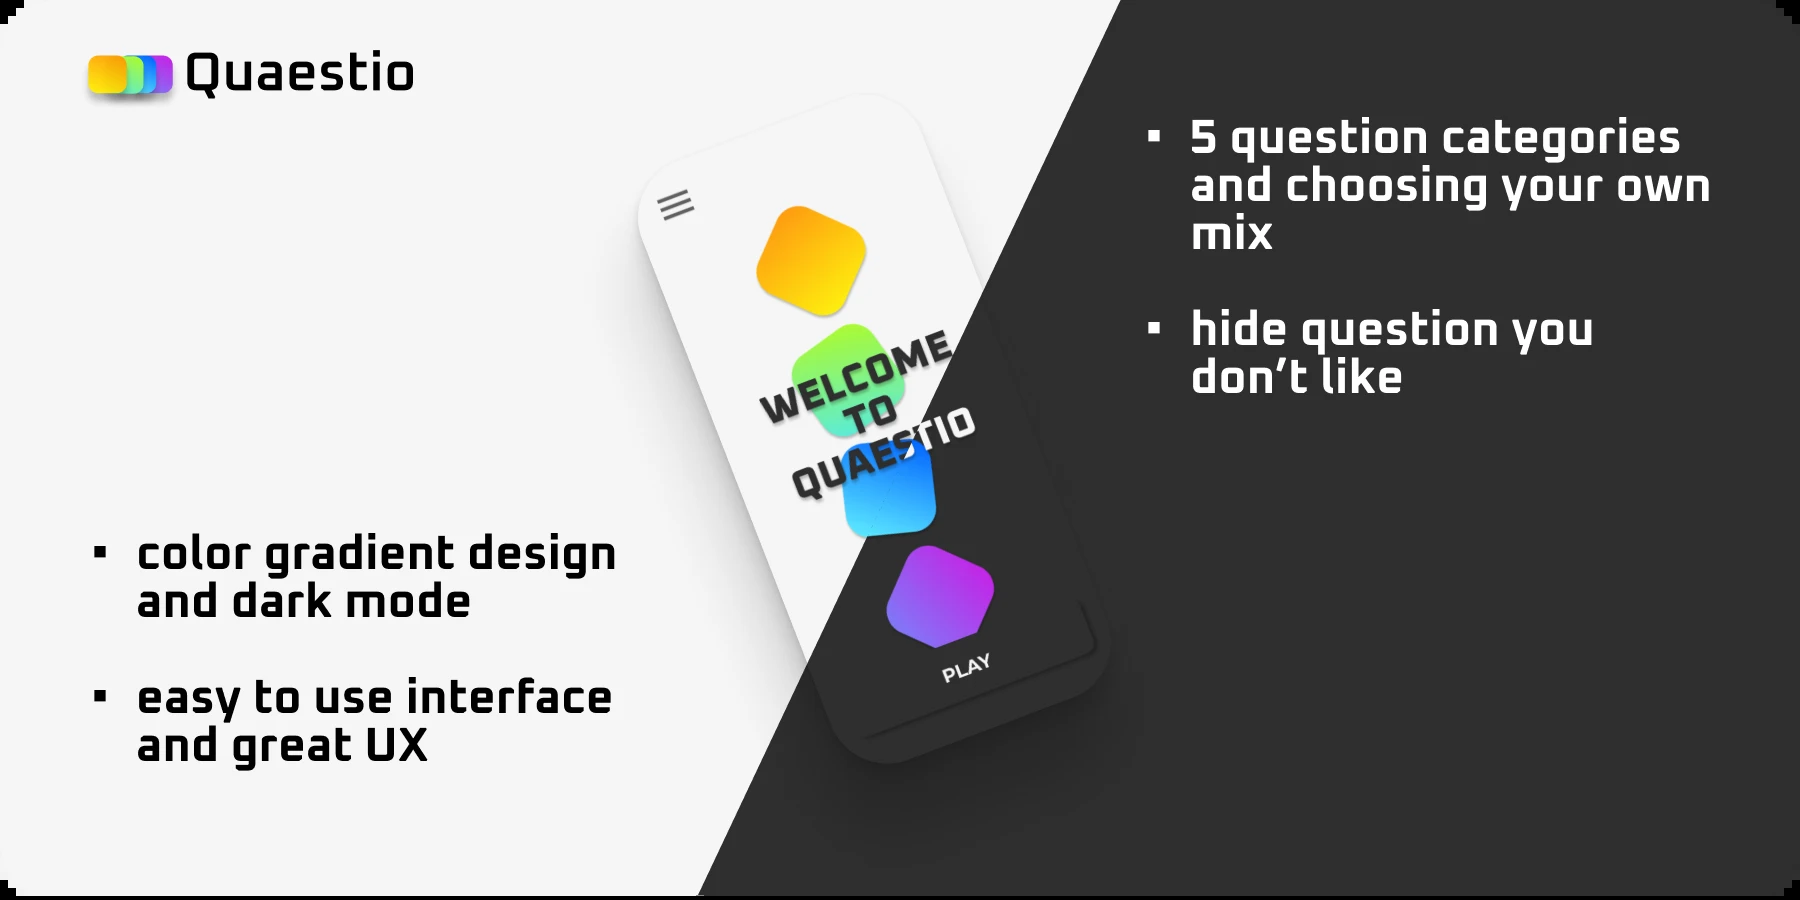 Quaestio
▪ color gradient design
and dark mode
▪ easy to use interface
and great UX
WELCOME
TO
QUAESTIO
PLAY
▪ 5 question categories
and choosing your own
mix
▪ hide question you
don’t like